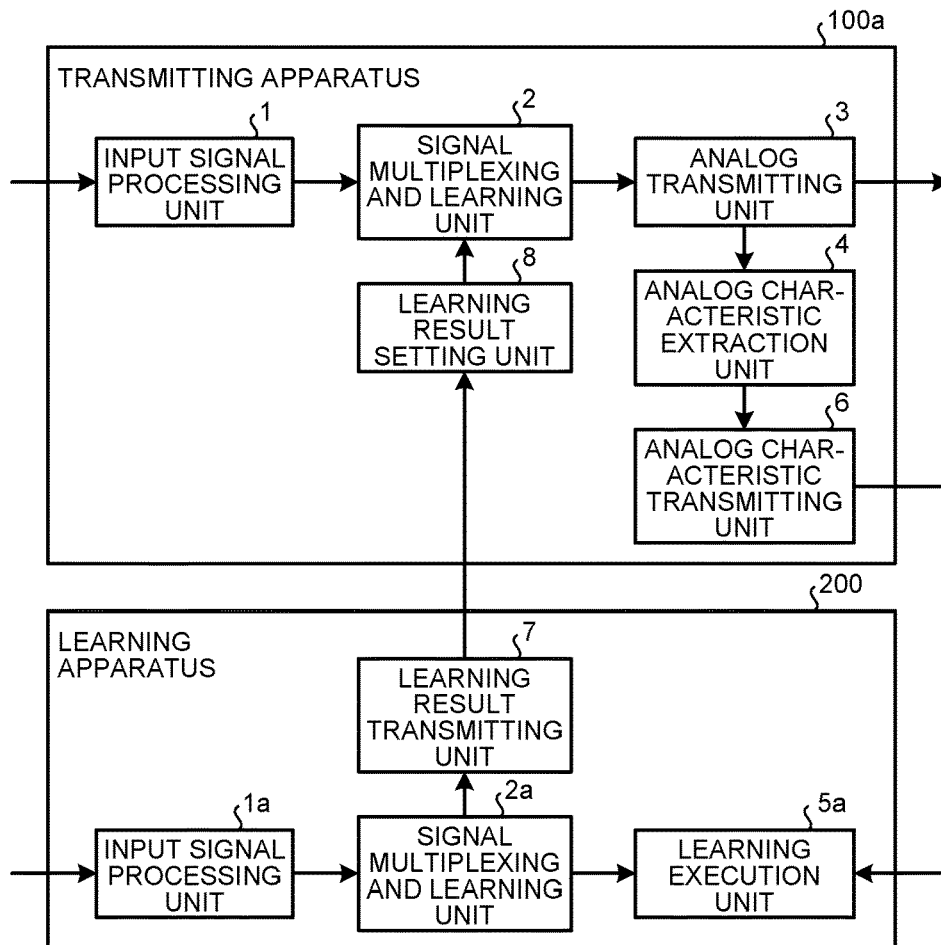 100a
TRANSMITTING APPARATUS
1
INPUT SIGNAL
PROCESSING
UNIT
2
SIGNAL
MULTIPLEXING
AND LEARNING
UNIT
3
ANALOG
TRANSMITTING
UNIT
8
LEARNING
RESULT
SETTING UNIT
4
ANALOG CHAR-
ACTERISTIC
EXTRACTION
UNIT
6
ANALOG CHAR-
ACTERISTIC
TRANSMITTING
UNIT
200
LEARNING
APPARATUS
7
LEARNING
RESULT
TRANSMITTING
UNIT
1a
INPUT SIGNAL
PROCESSING
UNIT
2a
SIGNAL
MULTIPLEXING
AND LEARNING
UNIT
5a
LEARNING
EXECUTION
UNIT